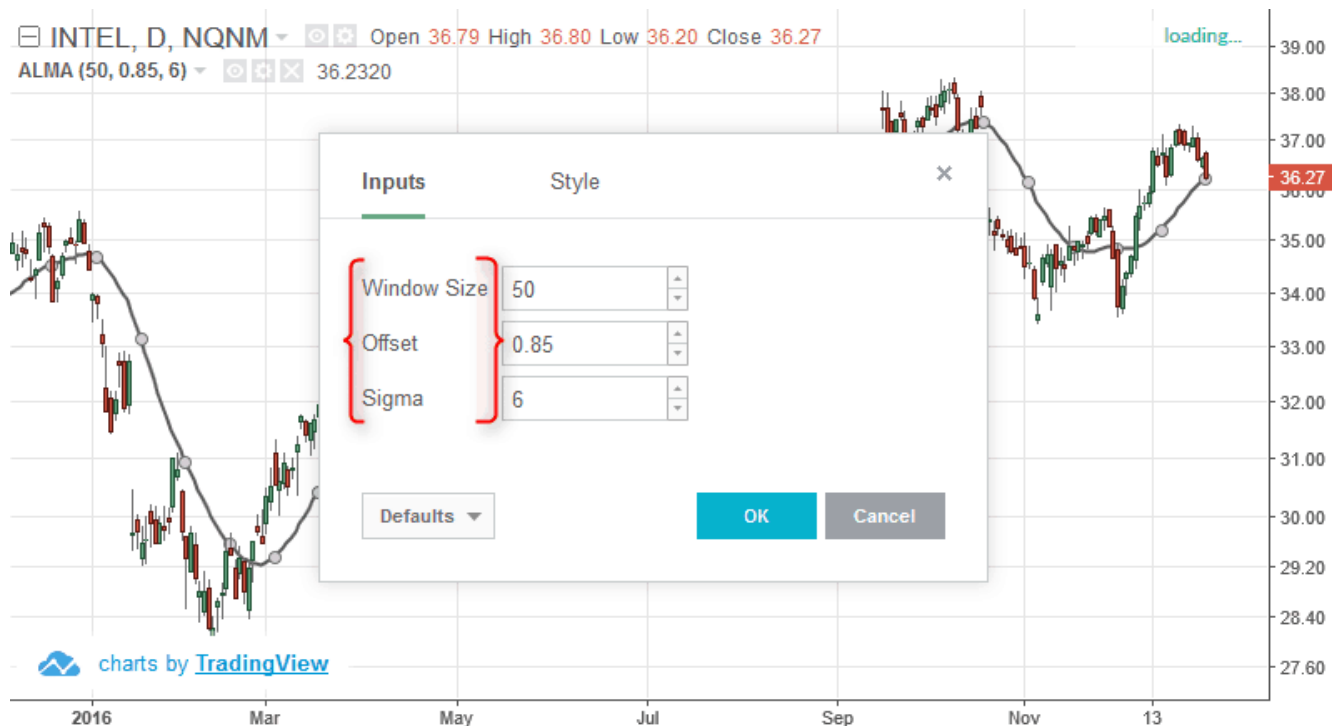 INTEL, D, NQNM Open 36.79 High 36.80 Low 36.20 Close 36.27
loading...
ALMA (50, 0.85, 6) 36.2320
39.00
38.00
37.00
36.27
36.00
35.00
34.00
33.00
32.00
31.00
30.00
29.20
28.40
27.60
Inputs Style
Window Size 50
Offset 0.85
Sigma 6
Defaults OK Cancel
charts by TradingView
2016 Mar May Jul Sep Nov 13